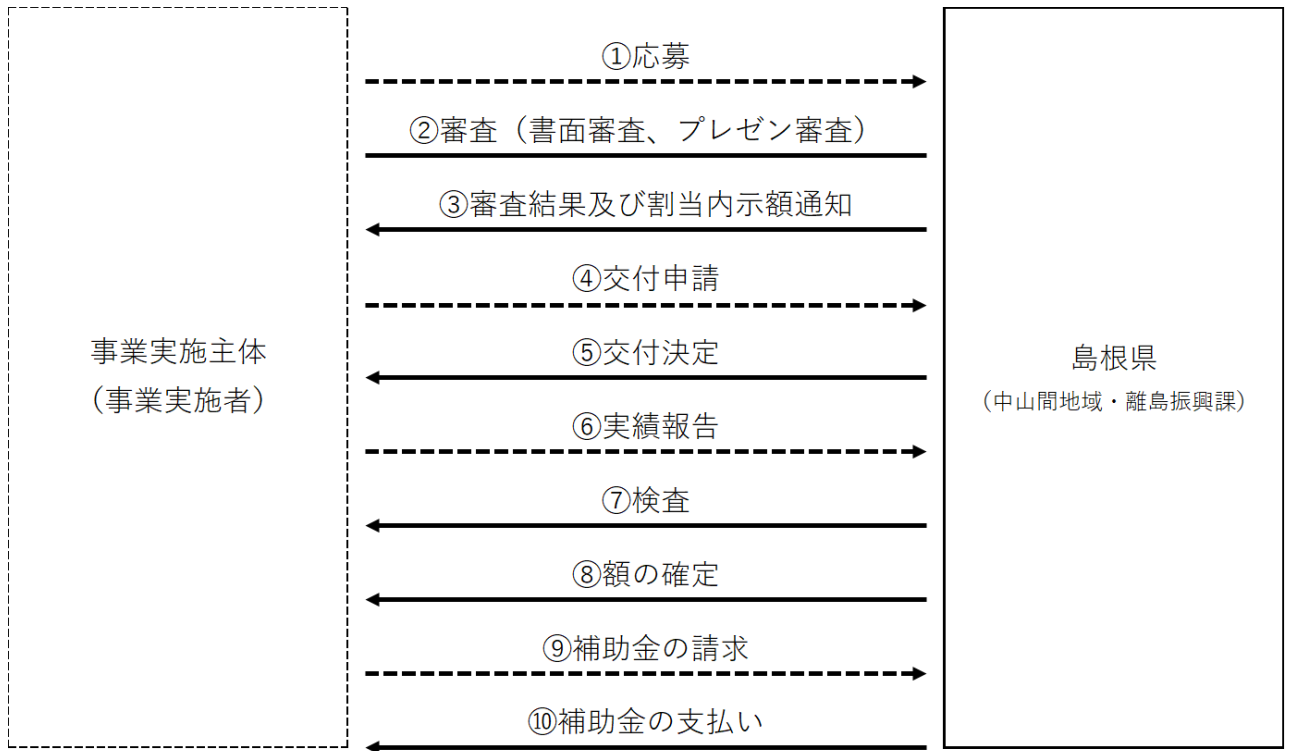 ①応募
②審査（書面審査、プレゼン審査）
③審査結果及び割当内示額通知
④交付申請
⑤交付決定
⑥実績報告
⑦検査
⑧額の確定
⑨補助金の請求
⑩補助金の支払い
事業実施主体
（事業実施者）
島根県
（中山間地域・離島振興課）